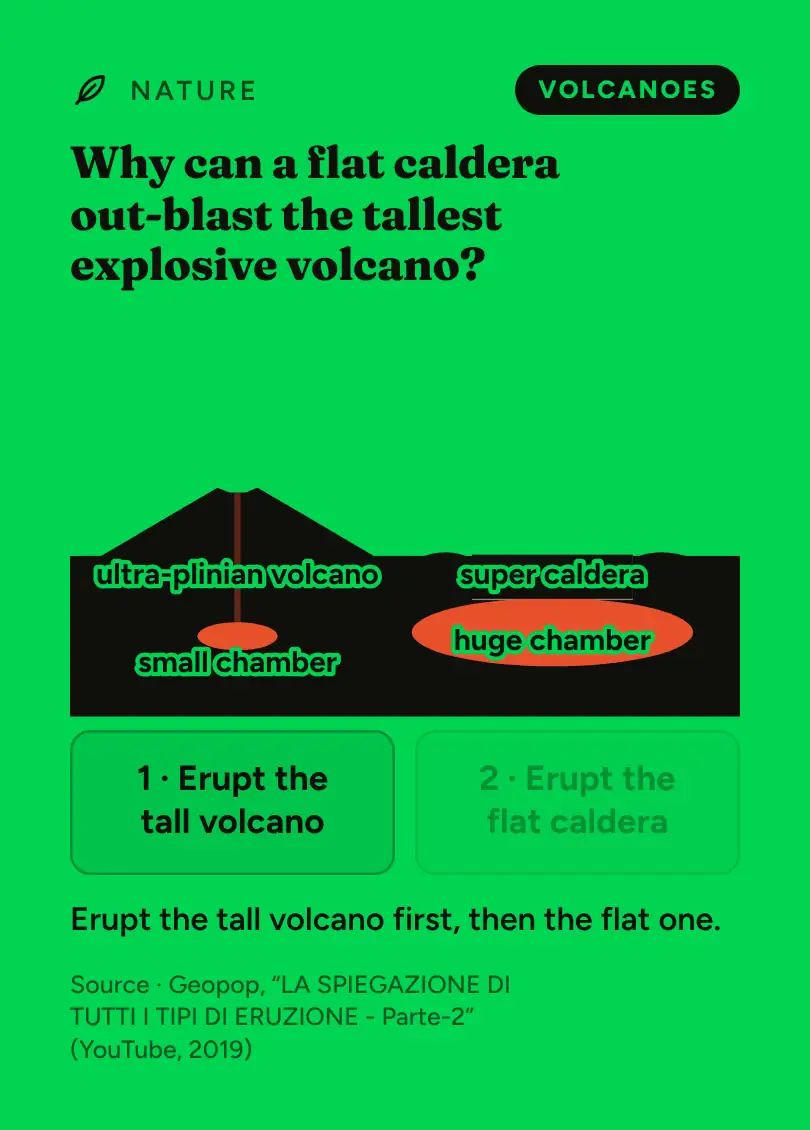 NATURE
VOLCANOES
Why can a flat caldera
out-blast the tallest
explosive volcano?
ultra-plinian volcano
super caldera
huge chamber
small chamber
1 · Erupt the
tall volcano
2 · Erupt the
flat caldera
Erupt the tall volcano first, then the flat one.
Source · Geopop, “LA SPIEGAZIONE DI
TUTTI I TIPI DI ERUZIONE - Parte-2”
(YouTube, 2019)